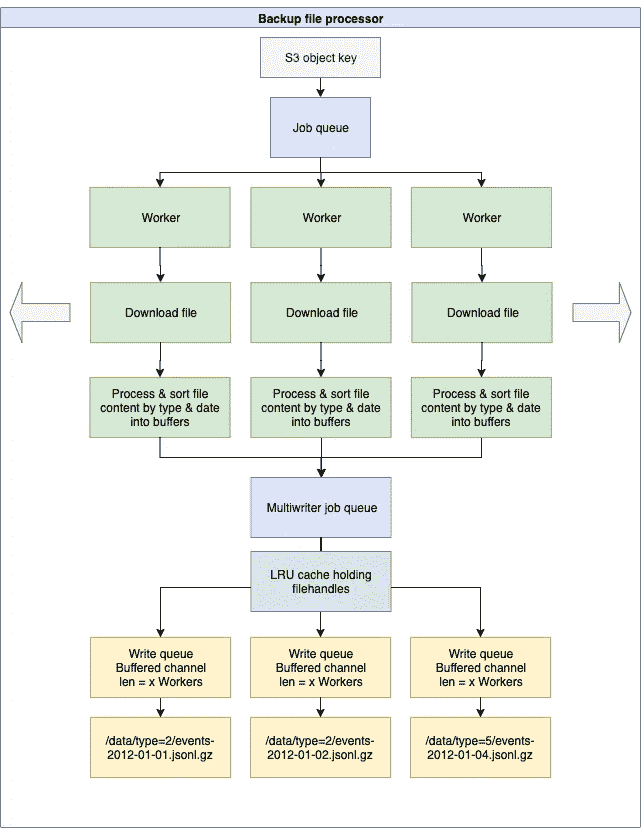 Backup file processor
S3 object key
Job queue
Worker
Worker
Worker
Download file
Download file
Download file
Process & sort file
content by type & date
into buffers
Process & sort file
content by type & date
into buffers
Process & sort file
content by type & date
into buffers
Multiwriter job queue
LRU cache holding
filehandles
Write queue
Buffered channel
len = x Workers
Write queue
Buffered channel
len = x Workers
Write queue
Buffered channel
len = x Workers
/data/type=2/events-
2012-01-01.jsonl.gz
/data/type=2/events-
2012-01-02.jsonl.gz
/data/type=5/events-
2012-01-04.jsonl.gz